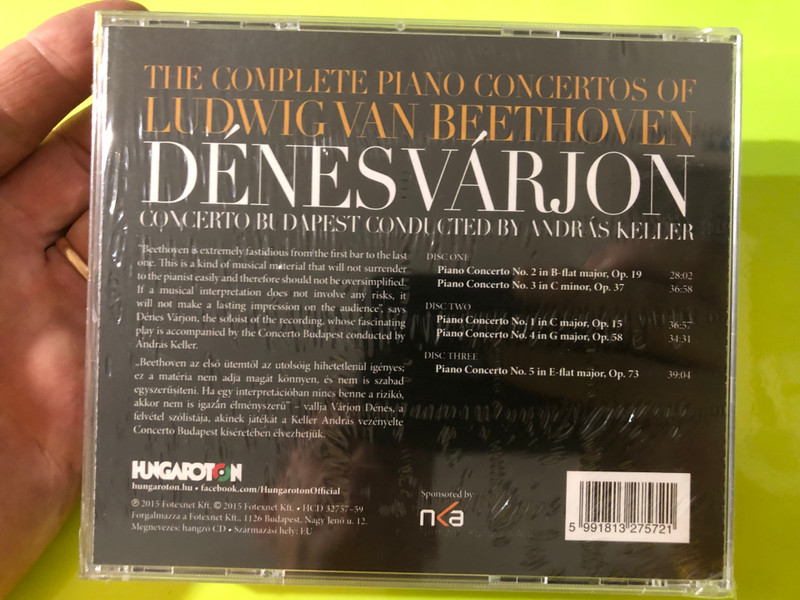 THE COMPLETE PIANO CONCERTOS OF
LUDWIG VAN BEETHOVEN
DÉNES VÁRJON
CONCERTO BUDAPEST CONDUCTED BY ANDRÁS KELLER
"Beethoven is extremely fastidious from the first bar to the last
one. This is a kind of musical material that will not surrender
to the pianist easily and therefore should not be oversimplified.
If a musical interpretation does not involve any risks, it
will not make a lasting impression on the audience", says
Dénes Várjon, the soloist of the recording, whose fascinating
play is accompanied by the Concerto Budapest conducted by
András Keller.
„Beethoven az első ütemtől az utolsóig hihetetlenül igényes;
ez a matéria nem adja magát könnyen, és nem is szabad
egyszerűsíteni. Ha egy interpretációban nincs benne a rizikó,
akkor nem is igazán élményszerű" – vallja Várjon Dénes, a
felvétel szólistája, akinek játékát a Keller András vezényelte
Concerto Budapest kíséretében élvezhetjük.
DISC ONE
Piano Concerto No. 2 in B-flat major, Op. 19 28:02
Piano Concerto No. 3 in C minor, Op. 37 36:58
DISC TWO
Piano Concerto No. 1 in C major, Op. 15 36:57
Piano Concerto No. 4 in G major, Op. 58 34:31
DISC THREE
Piano Concerto No. 5 in E-flat major, Op. 73 39:04
HUNGAROTON
hungaroton.hu • facebook.com/HungarotonOfficial
℗ 2015 Fotexnet Kft. © 2015 Fotexnet Kft. • HCD 32757-59
Forgalmazza a Fotexnet Kft., 1126 Budapest, Nagy Jenő u. 12.
Megnevezés: hangzó CD • Származási hely: EU
Sponsored by
nka
5 991813 275721